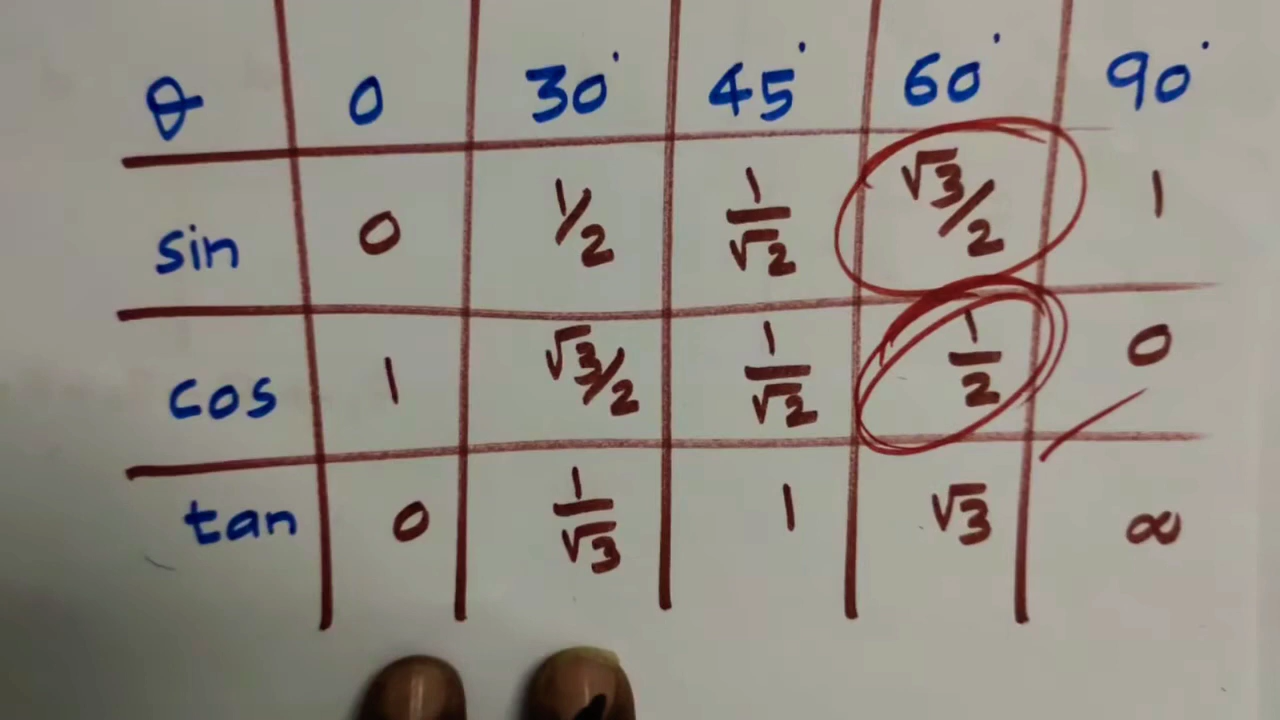 θ 0 30° 45° 60° 90°
sin 0 1/2 1/√2 √3/2 1
cos 1 √3/2 1/√2 1/2 0
tan 0 1/√3 1 √3 ∞